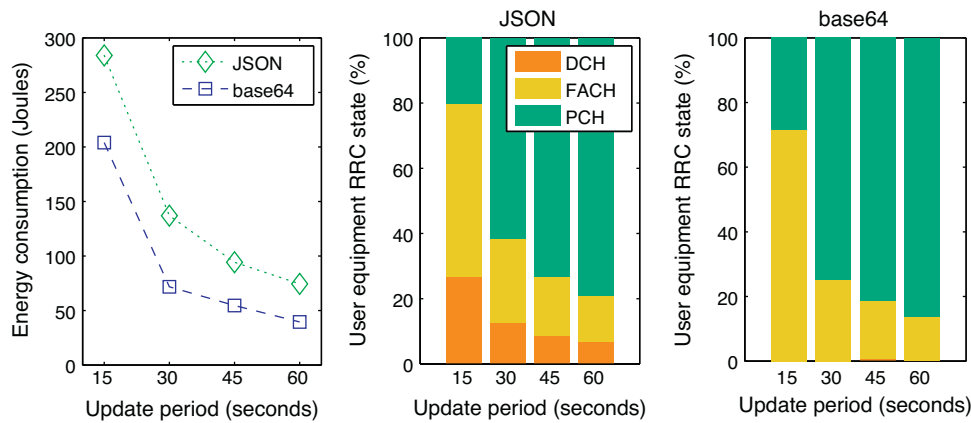 JSON
base64
Energy consumption (Joules)
300
250
200
150
100
50
0
15 30 45 60
Update period (seconds)
JSON
base64
User equipment RRC state (%)
100
80
60
40
20
0
15 30 45 60
Update period (seconds)
DCH
FACH
PCH
User equipment RRC state (%)
100
80
60
40
20
0
15 30 45 60
Update period (seconds)